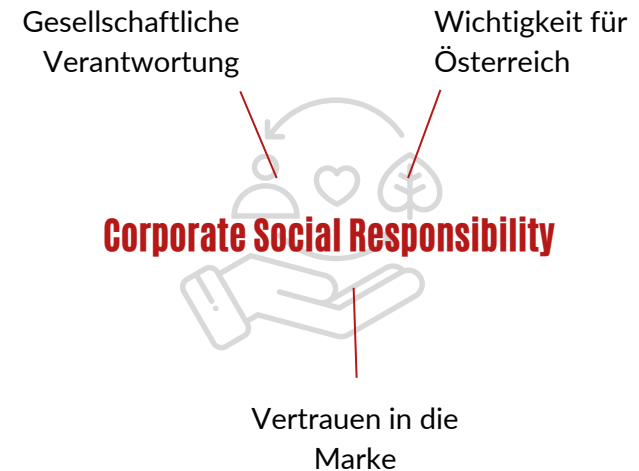 Gesellschaftliche
Verantwortung
Wichtigkeit für
Österreich
Corporate Social Responsibility
Vertrauen in die
Marke